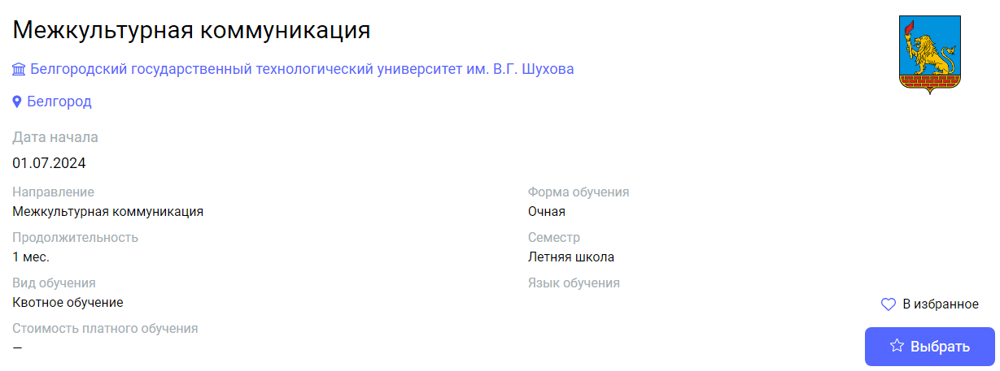 Межкультурная коммуникация
Белгородский государственный технологический университет им. В.Г. Шухова
Белгород
Дата начала
01.07.2024
Направление
Межкультурная коммуникация
Форма обучения
Очная
Продолжительность
1 мес.
Семестр
Летняя школа
Вид обучения
Квотное обучение
Язык обучения
Стоимость платного обучения
—
В избранное
Выбрать